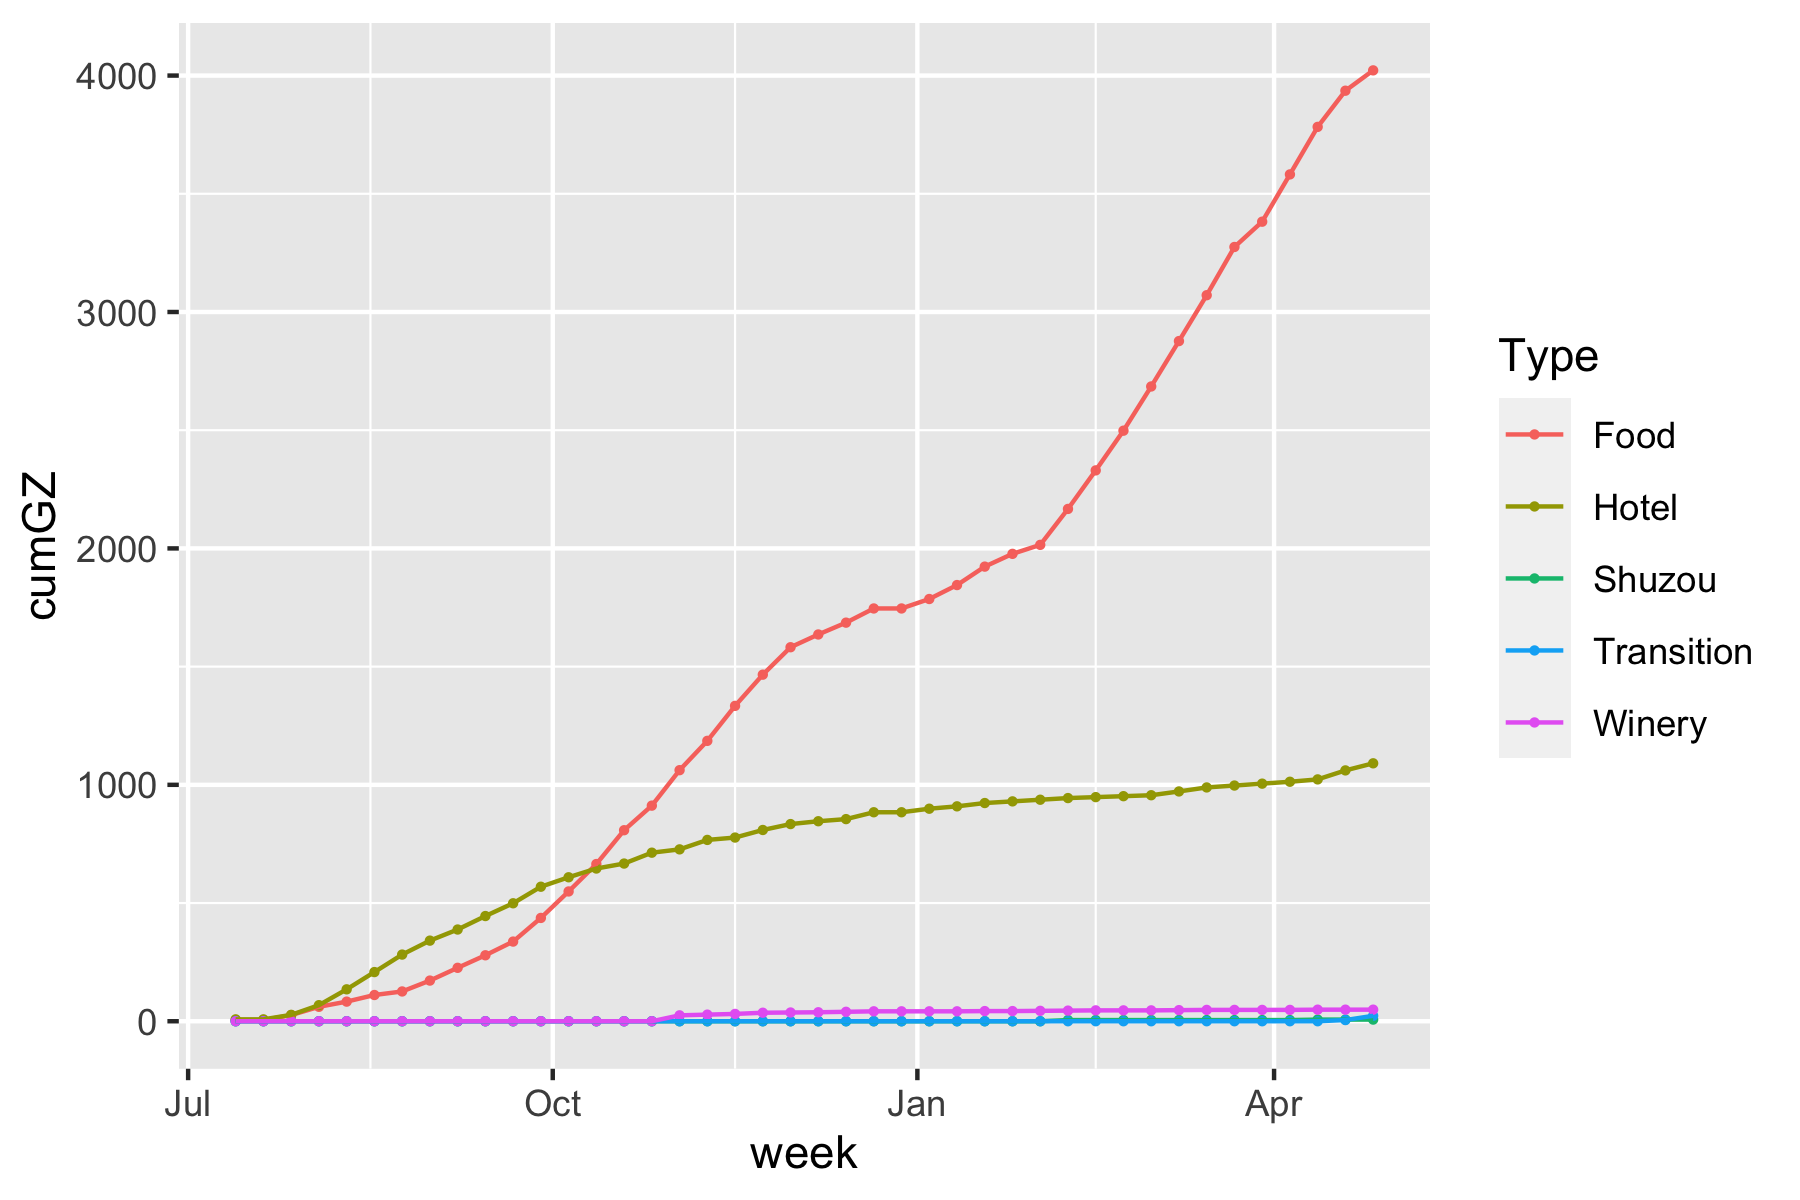 cumGZ
4000
3000
2000
1000
0
Jul Oct Jan Apr
week
Type
Food
Hotel
Shuzou
Transition
Winery